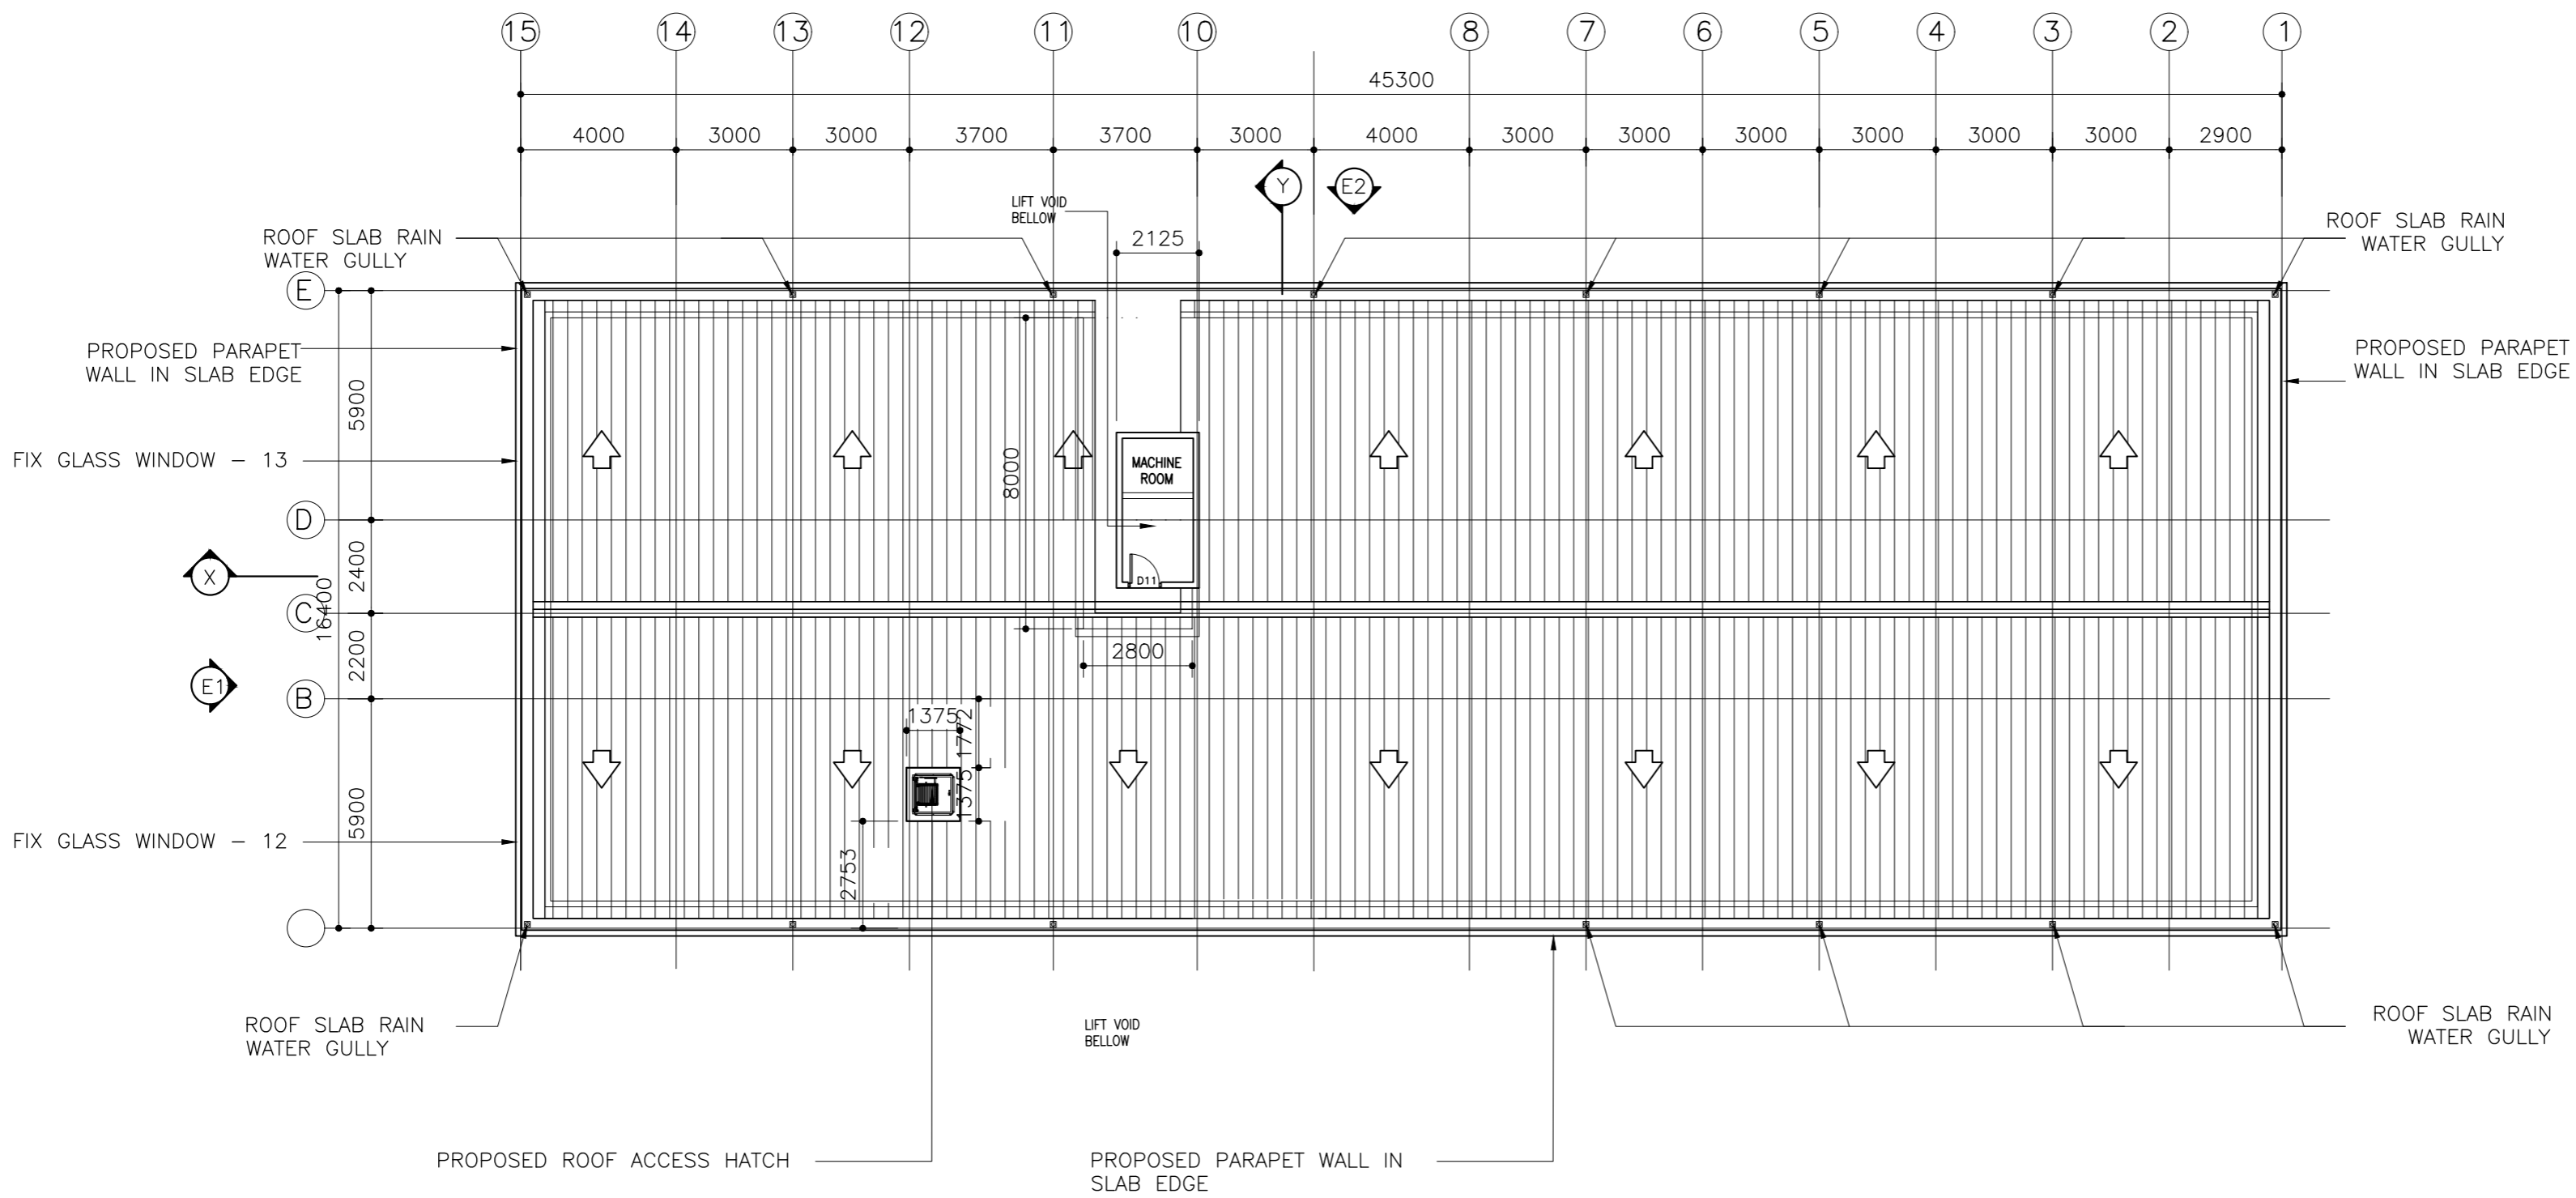 15 14 13 12 11 10 8 7 6 5 4 3 2 1
45300
4000 3000 3000 3700 3700 3000 4000 3000 3000 3000 3000 3000 3000 2900
Y E2
LIFT VOID
BELLOW
2125
ROOF SLAB RAIN
WATER GULLY
ROOF SLAB RAIN
WATER GULLY
E
PROPOSED PARAPET
WALL IN SLAB EDGE
PROPOSED PARAPET
WALL IN SLAB EDGE
5900
FIX GLASS WINDOW - 13
8000
MACHINE
ROOM
D
2400
X
D11
16400
C
2200
2800
E1
B
1375
1772
1375
5900
FIX GLASS WINDOW - 12
2753
ROOF SLAB RAIN
WATER GULLY
LIFT VOID
BELLOW
ROOF SLAB RAIN
WATER GULLY
PROPOSED ROOF ACCESS HATCH
PROPOSED PARAPET WALL IN
SLAB EDGE